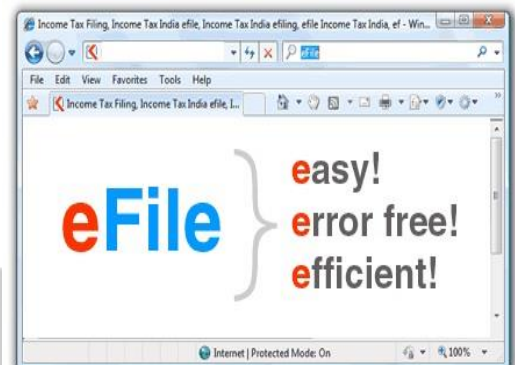 Income Tax Filing, Income Tax India efile, Income Tax India efiling, efile Income Tax India, ef - Win...
eFile
File Edit View Favorites Tools Help
Income Tax Filing, Income Tax India efile, I...
eFile
easy!
error free!
efficient!
Internet | Protected Mode: On
100%